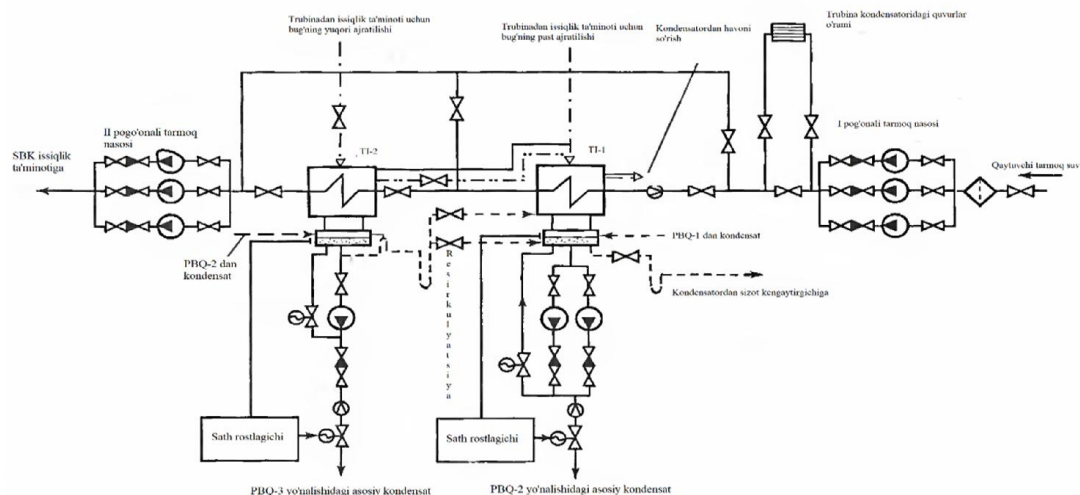 Trubinadan issiqlik ta'minoti uchun
bug'ning yuqori ajratilishi
Trubinadan issiqlik ta'minoti uchun
bug'ning past ajratilishi
Kondensatordan havoni
so'rish
Trubina kondensatoridagi quvurlar
o'rami
II pogo'onali tarmoq
nasosi
I pog'onali tarmoq nasosi
SBK issiqlik
ta'minotiga
TI-2
TI-1
Qaytuvchi tarmoq suv
PBQ-2 dan
kondensat
PBQ-1 dan kondensat
Resirkulyatsiya
Kondensatordan sizot kengaytirgichiga
Sath rostlagichi
Sath rostlagichi
PBQ-3 yo'nalishidagi asosiy kondensat
PBQ-2 yo'nalishidagi asosiy kondensat